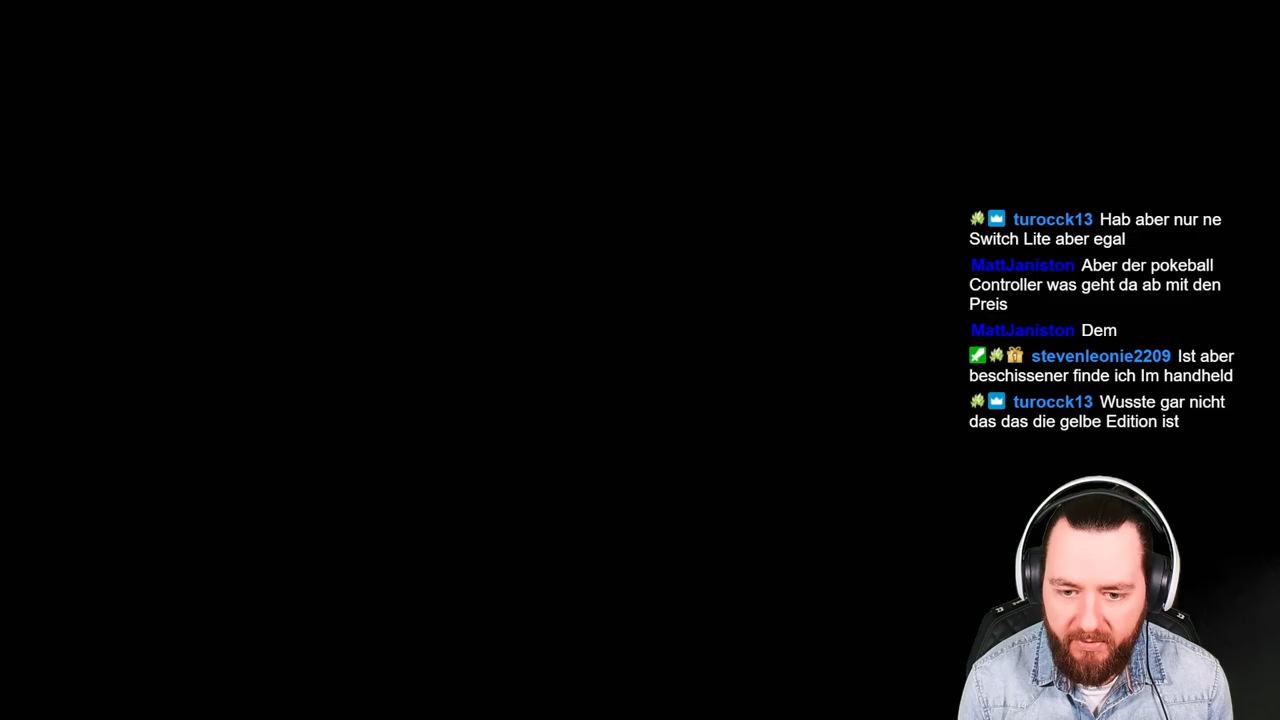 turocck13 Hab aber nur ne
Switch Lite aber egal
MattJaniston Aber der pokeball
Controller was geht da ab mit den
Preis
MattJaniston Dem
stevenleonie2209 Ist aber
beschissener finde ich Im handheld
turocck13 Wusste gar nicht
das das die gelbe Edition ist